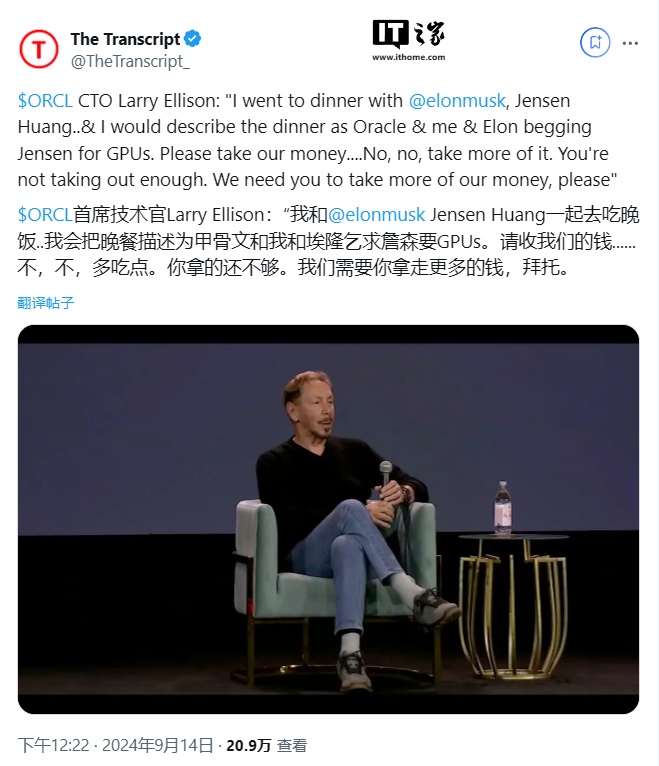 The Transcript
@TheTranscript_
IT之家
www.ithome.com
$ORCL CTO Larry Ellison: "I went to dinner with @elonmusk, Jensen
Huang..& I would describe the dinner as Oracle & me & Elon begging
Jensen for GPUs. Please take our money....No, no, take more of it. You're
not taking out enough. We need you to take more of our money, please"
$ORCL首席技术官Larry Ellison：“我和@elonmusk Jensen Huang一起去吃晚
饭..我会把晚餐描述为甲骨文和我和埃隆乞求詹森要GPUs。请收我们的钱......
不，不，多吃点。你拿的还不够。我们需要你拿走更多的钱，拜托。
翻译帖子
下午12:22 · 2024年9月14日 · 20.9万 查看